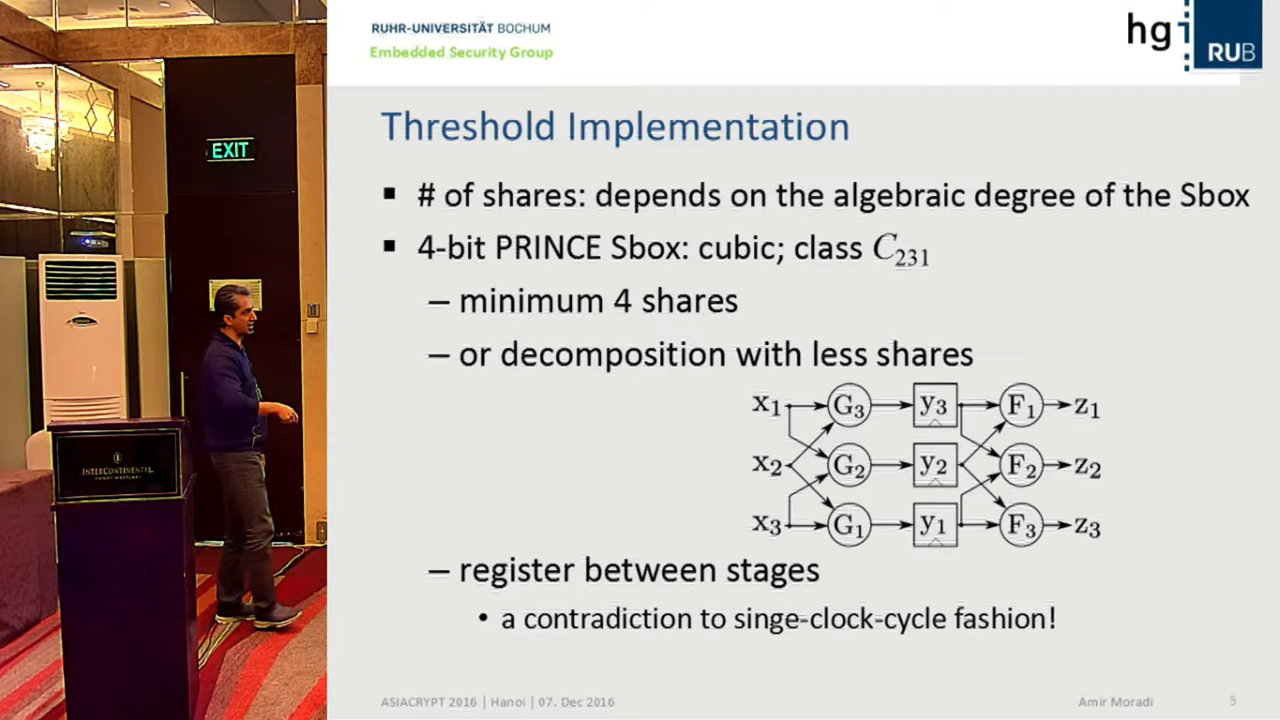 RUHR-UNIVERSITÄT BOCHUM
Embedded Security Group
hgi
RUB
EXIT
Threshold Implementation
# of shares: depends on the algebraic degree of the Sbox
4-bit PRINCE Sbox: cubic; class C231
– minimum 4 shares
– or decomposition with less shares
x1 G3 y3 F1 z1
x2 G2 y2 F2 z2
x3 G1 y1 F3 z3
– register between stages
• a contradiction to singe-clock-cycle fashion!
INTERCONTINENTAL
ASIACRYPT 2016 | Hanoi | 07. Dec 2016
Amir Moradi
5